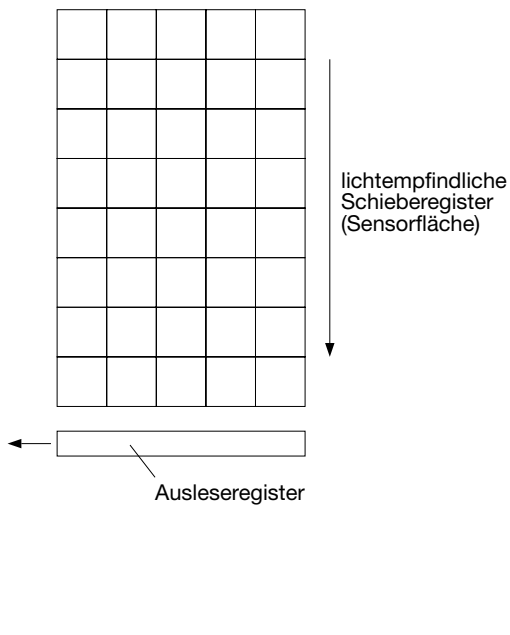 lichtempfindliche
Schieberegister
(Sensorfläche)
Ausleseregister